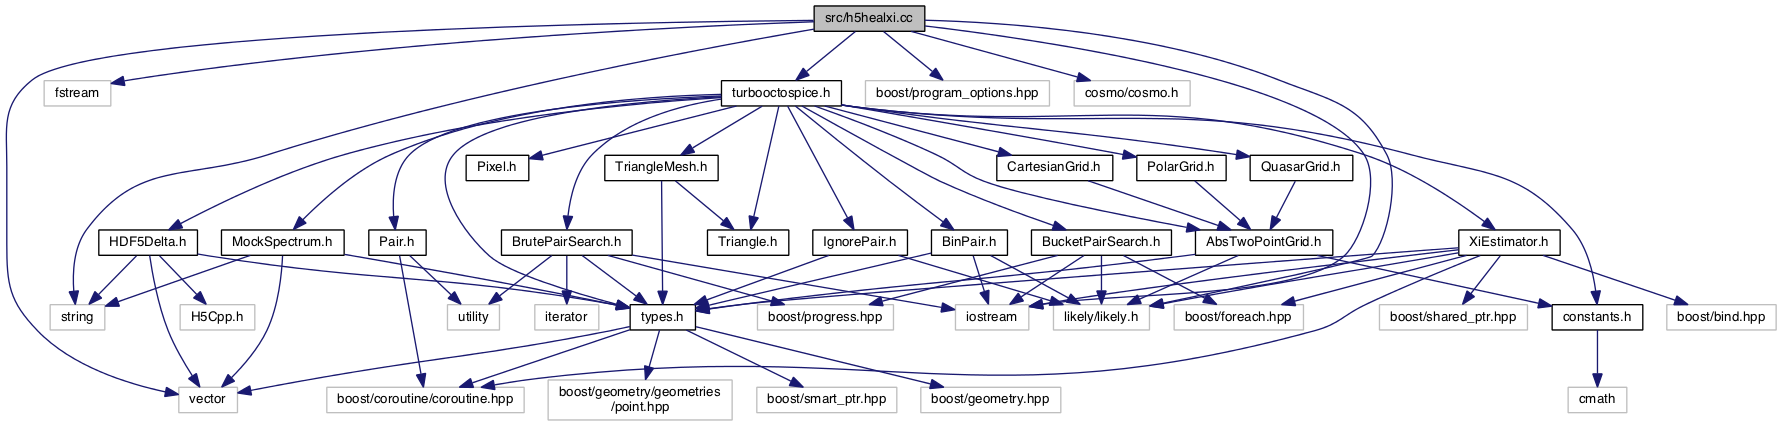 src/h5healxi.cc
fstream
turbooctospice.h
boost/program_options.hpp
cosmo/cosmo.h
Pixel.h
TriangleMesh.h
CartesianGrid.h
PolarGrid.h
QuasarGrid.h
HDF5Delta.h
MockSpectrum.h
Pair.h
BrutePairSearch.h
Triangle.h
IgnorePair.h
BinPair.h
BucketPairSearch.h
AbsTwoPointGrid.h
XiEstimator.h
string
H5Cpp.h
utility
iterator
types.h
boost/progress.hpp
iostream
likely/likely.h
boost/foreach.hpp
boost/shared_ptr.hpp
constants.h
boost/bind.hpp
vector
boost/coroutine/coroutine.hpp
boost/geometry/geometries
/point.hpp
boost/smart_ptr.hpp
boost/geometry.hpp
cmath